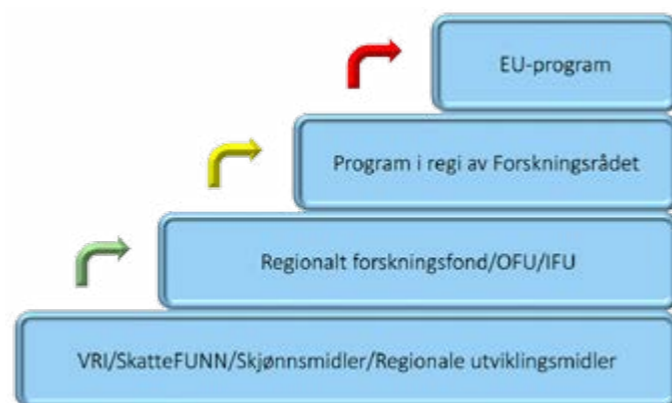 EU-program
Program i regi av Forskningsrådet
Regionalt forskningsfond/OFU/IFU
VRI/SkatteFUNN/Skjønnsmidler/Regionale utviklingsmidler